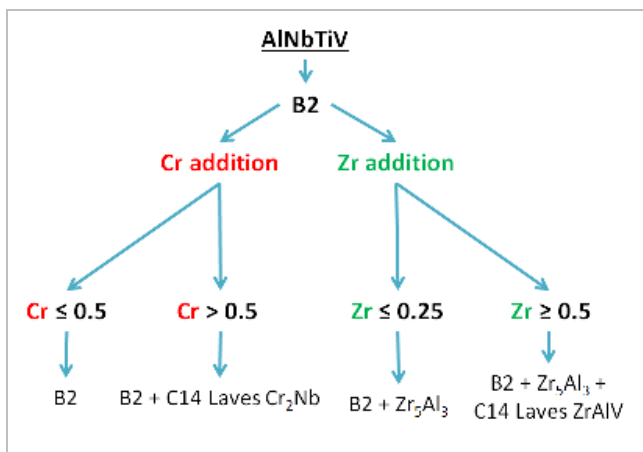 AlNbTiV
B2
Cr addition
Zr addition
Cr ≤ 0.5
Cr > 0.5
Zr ≤ 0.25
Zr ≥ 0.5
B2
B2 + C14 Laves Cr₂Nb
B2 + Zr₅Al₃
B2 + Zr₅Al₃ +
C14 Laves ZrAlV